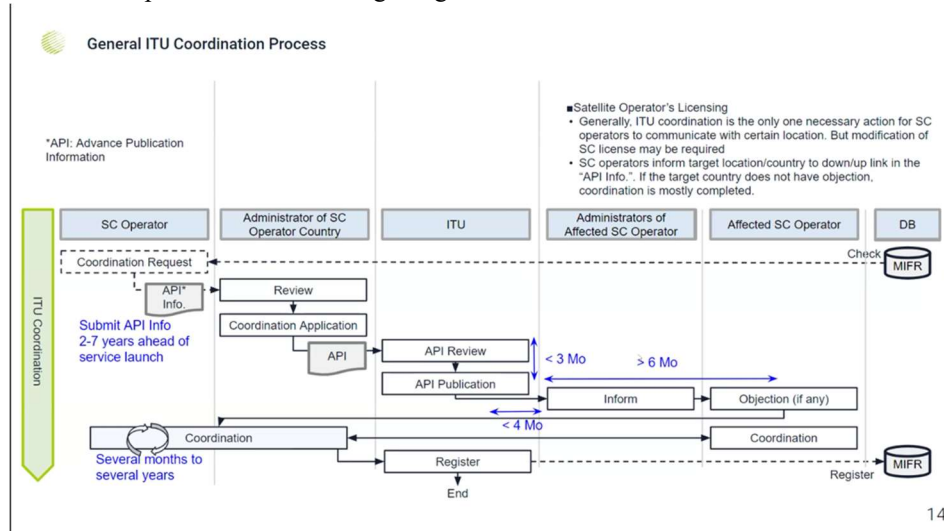 General ITU Coordination Process
*API: Advance Publication
Information
■Satellite Operator's Licensing
• Generally, ITU coordination is the only one necessary action for SC
operators to communicate with certain location. But modification of
SC license may be required
• SC operators inform target location/country to down/up link in the
"API Info.". If the target country does not have objection,
coordination is mostly completed.
SC Operator
Administrator of SC
Operator Country
ITU
Administrators of
Affected SC Operator
Affected SC Operator
DB
ITU Coordination
Coordination Request
Check
MIFR
API*
Info.
Review
Submit API Info
2-7 years ahead of
service launch
Coordination Application
API
API Review
< 3 Mo
> 6 Mo
API Publication
Inform
Objection (if any)
< 4 Mo
Coordination
Coordination
Several months to
several years
Register
Register
MIFR
End
14